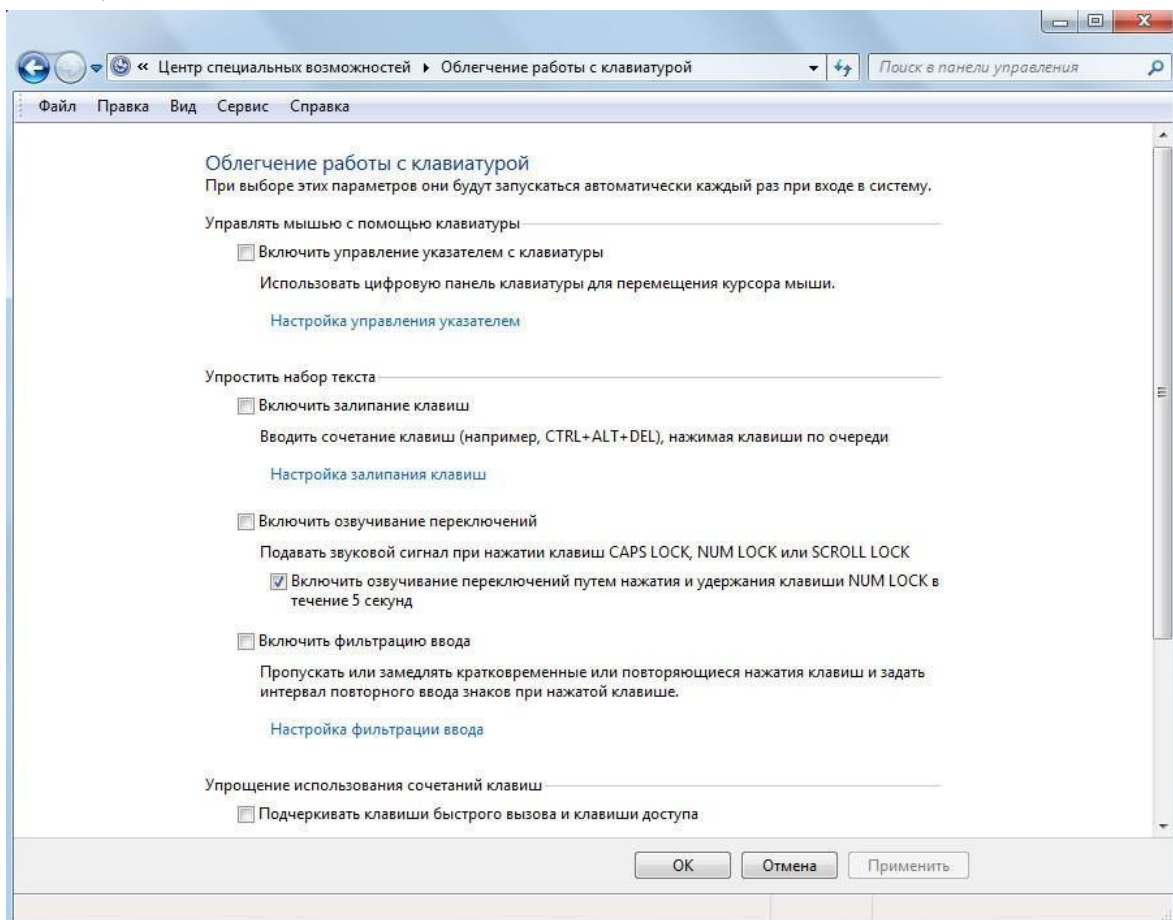 « Центр специальных возможностей ▸ Облегчение работы с клавиатурой Поиск в панели управления
Файл Правка Вид Сервис Справка
Облегчение работы с клавиатурой
При выборе этих параметров они будут запускаться автоматически каждый раз при входе в систему.
Управлять мышью с помощью клавиатуры
Включить управление указателем с клавиатуры
Использовать цифровую панель клавиатуры для перемещения курсора мыши.
Настройка управления указателем
Упростить набор текста
Включить залипание клавиш
Вводить сочетание клавиш (например, CTRL+ALT+DEL), нажимая клавиши по очереди
Настройка залипания клавиш
Включить озвучивание переключений
Подавать звуковой сигнал при нажатии клавиш CAPS LOCK, NUM LOCK или SCROLL LOCK
Включить озвучивание переключений путем нажатия и удержания клавиши NUM LOCK в
течение 5 секунд
Включить фильтрацию ввода
Пропускать или замедлять кратковременные или повторяющиеся нажатия клавиш и задать
интервал повторного ввода знаков при нажатой клавише.
Настройка фильтрации ввода
Упрощение использования сочетаний клавиш
Подчеркивать клавиши быстрого вызова и клавиши доступа
ОК Отмена Применить